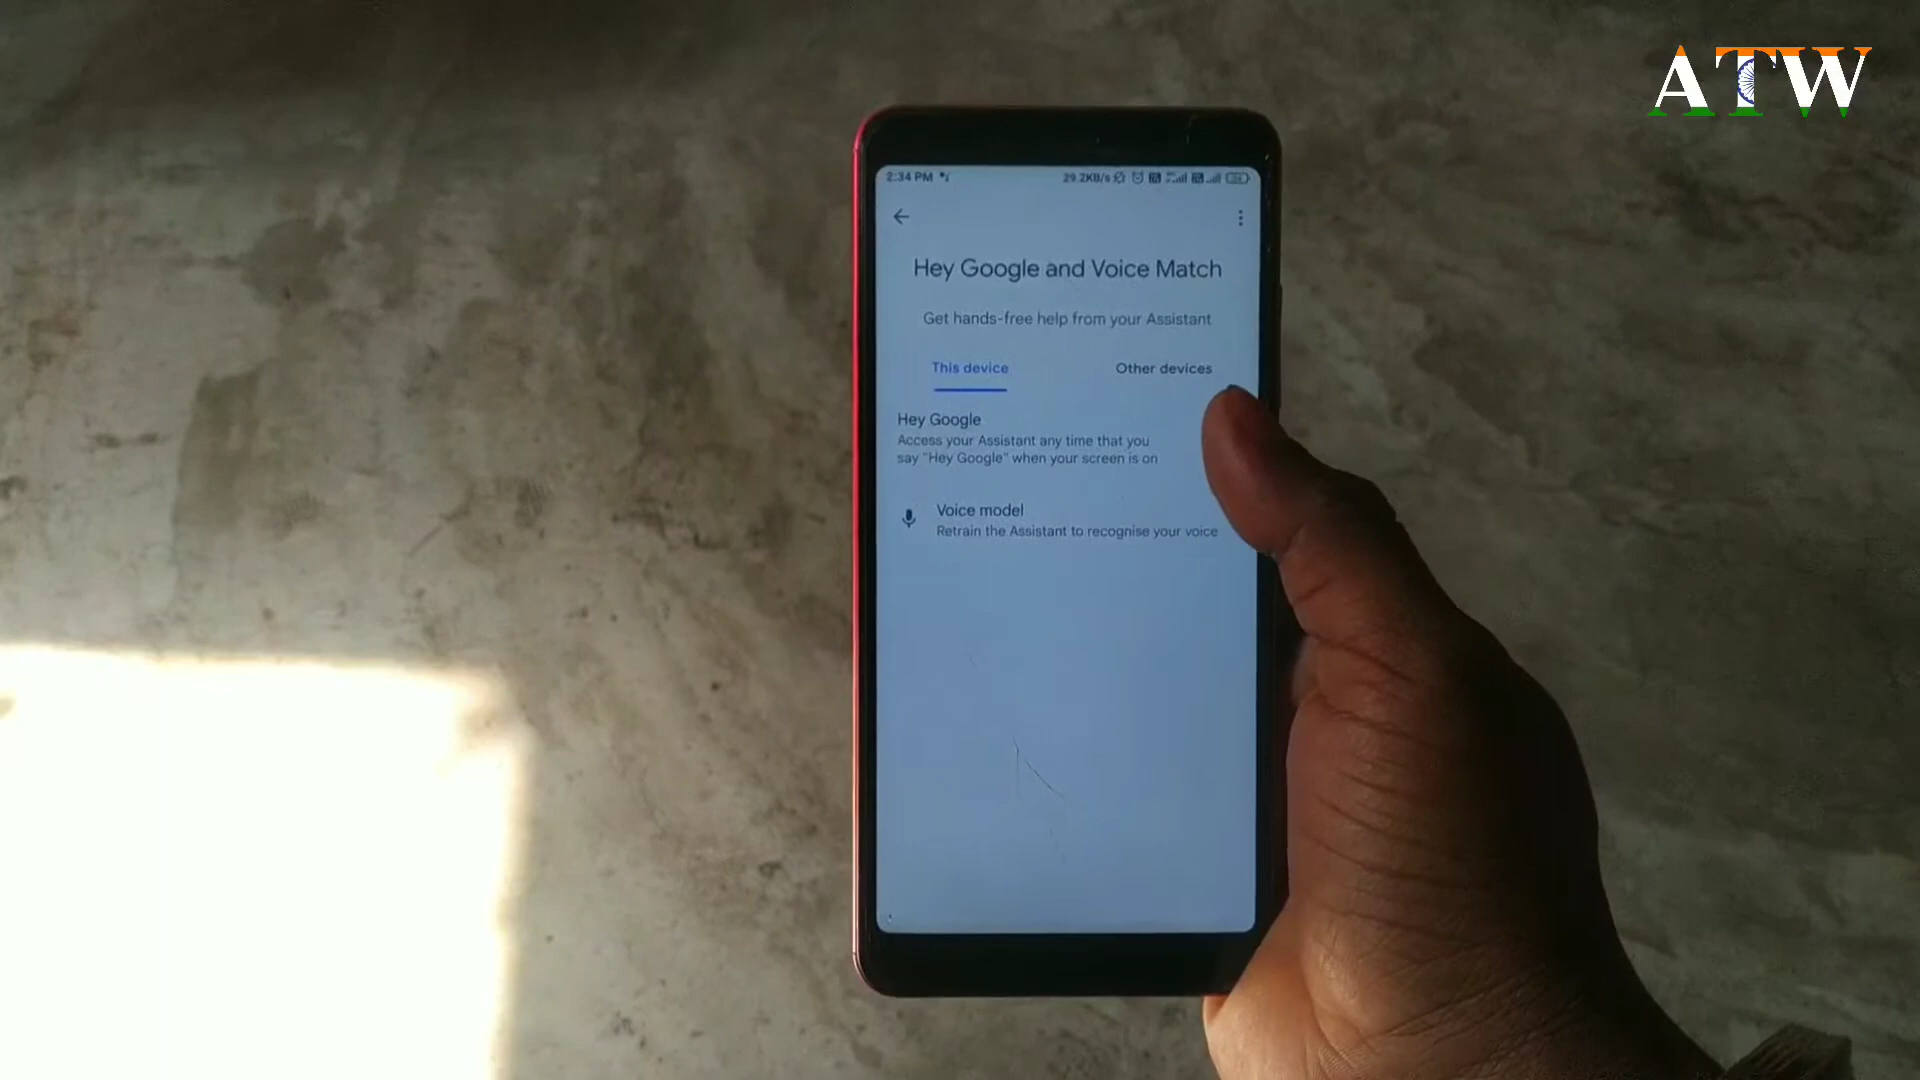 ATW
2:34 PM
29.2KB/s
Hey Google and Voice Match
Get hands-free help from your Assistant
This device
Other devices
Hey Google
Access your Assistant any time that you
say "Hey Google" when your screen is on
Voice model
Retrain the Assistant to recognise your voice